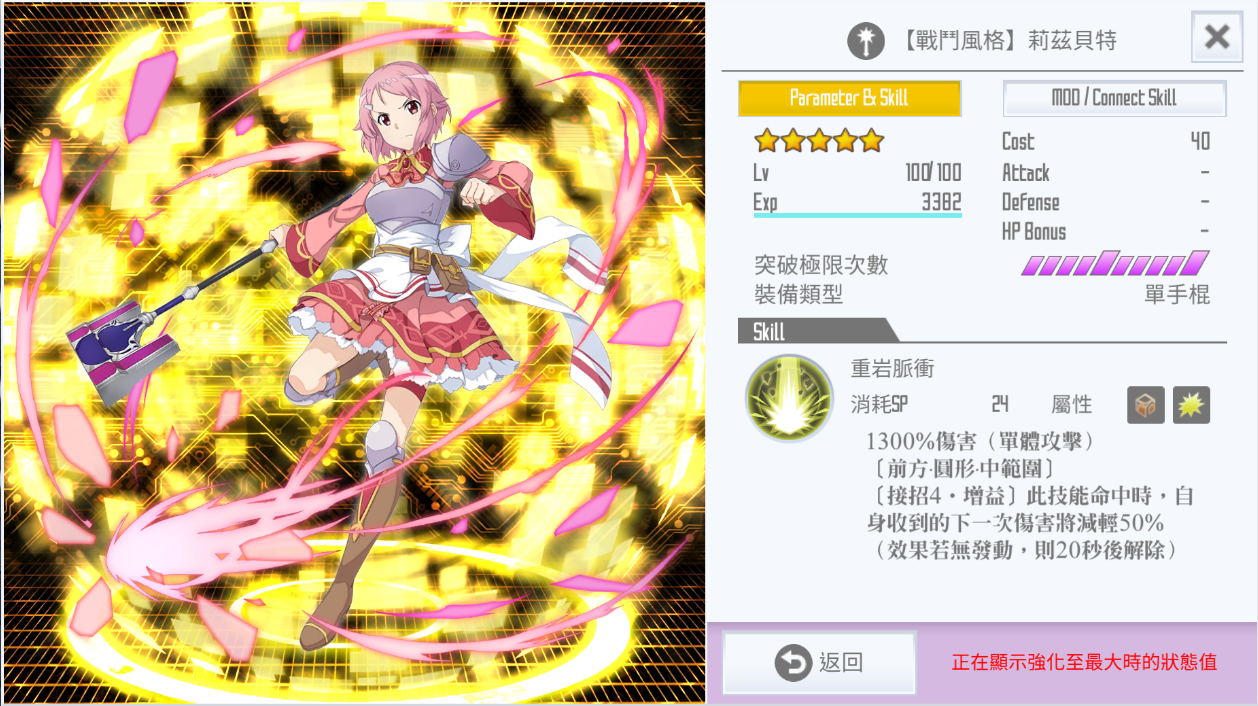 【戰鬥風格】莉茲貝特
Parameter & Skill
MOD / Connect Skill
Lv 100/100
Exp 3382
Cost 40
Attack -
Defense -
HP Bonus -
突破極限次數
裝備類型 單手棍
Skill
重岩脈衝
消耗SP 24 屬性
1300%傷害（單體攻擊）
〔前方·圓形·中範圍〕
〔接招4・增益〕此技能命中時，自
身收到的下一次傷害將減輕50%
（效果若無發動，則20秒後解除）
返回
正在顯示強化至最大時的狀態值